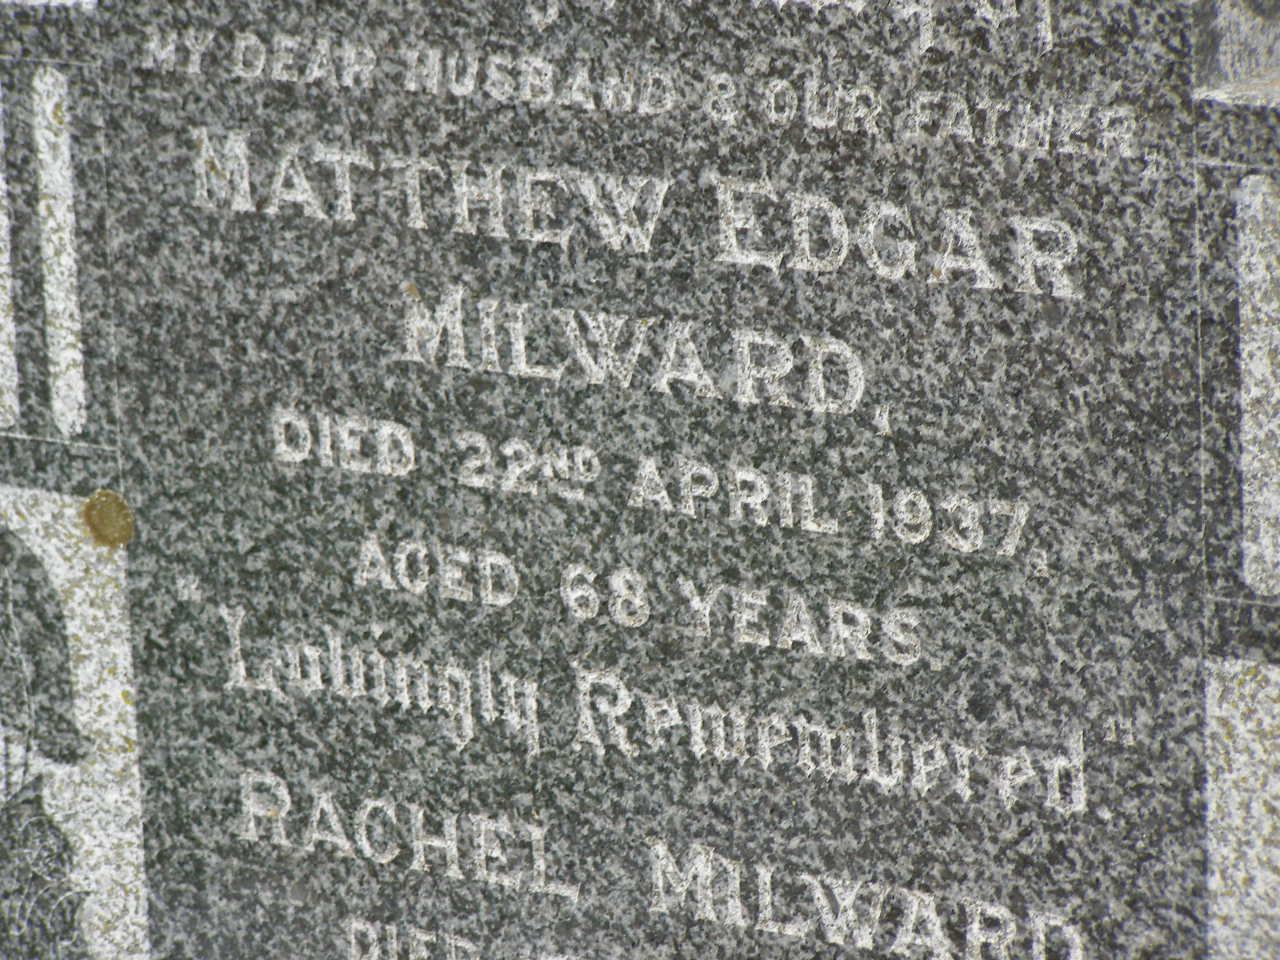 MY DEAR HUSBAND & OUR FATHER,
MATTHEW EDGAR
MILWARD,
DIED 22ND APRIL 1937,
AGED 68 YEARS.
"Lovingly Remembered"
RACHEL MILWARD
DIED